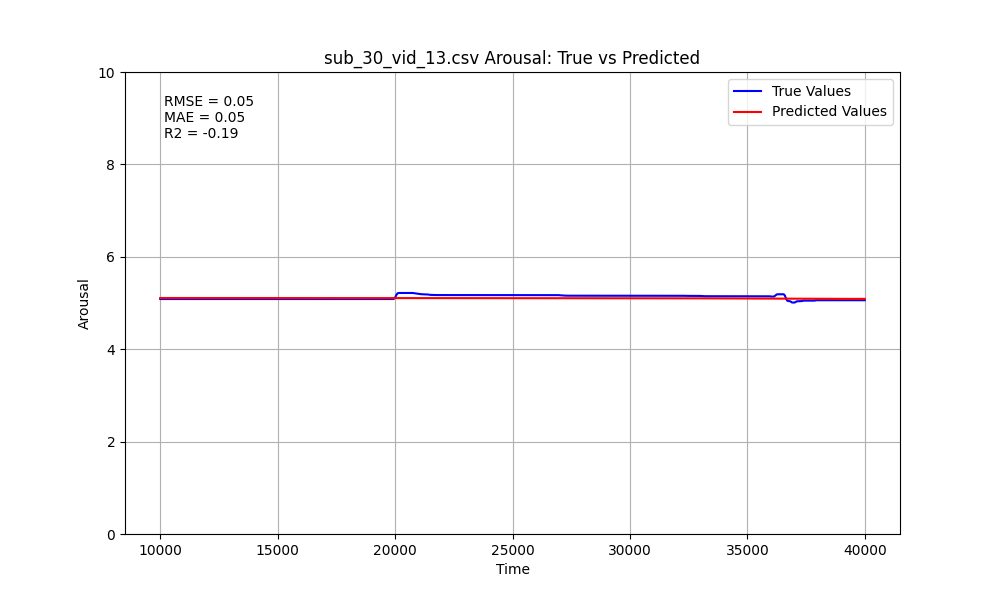 sub_30_vid_13.csv Arousal: True vs Predicted
RMSE = 0.05
MAE = 0.05
R2 = -0.19
True Values
Predicted Values
Arousal
10
8
6
4
2
0
10000 15000 20000 25000 30000 35000 40000
Time